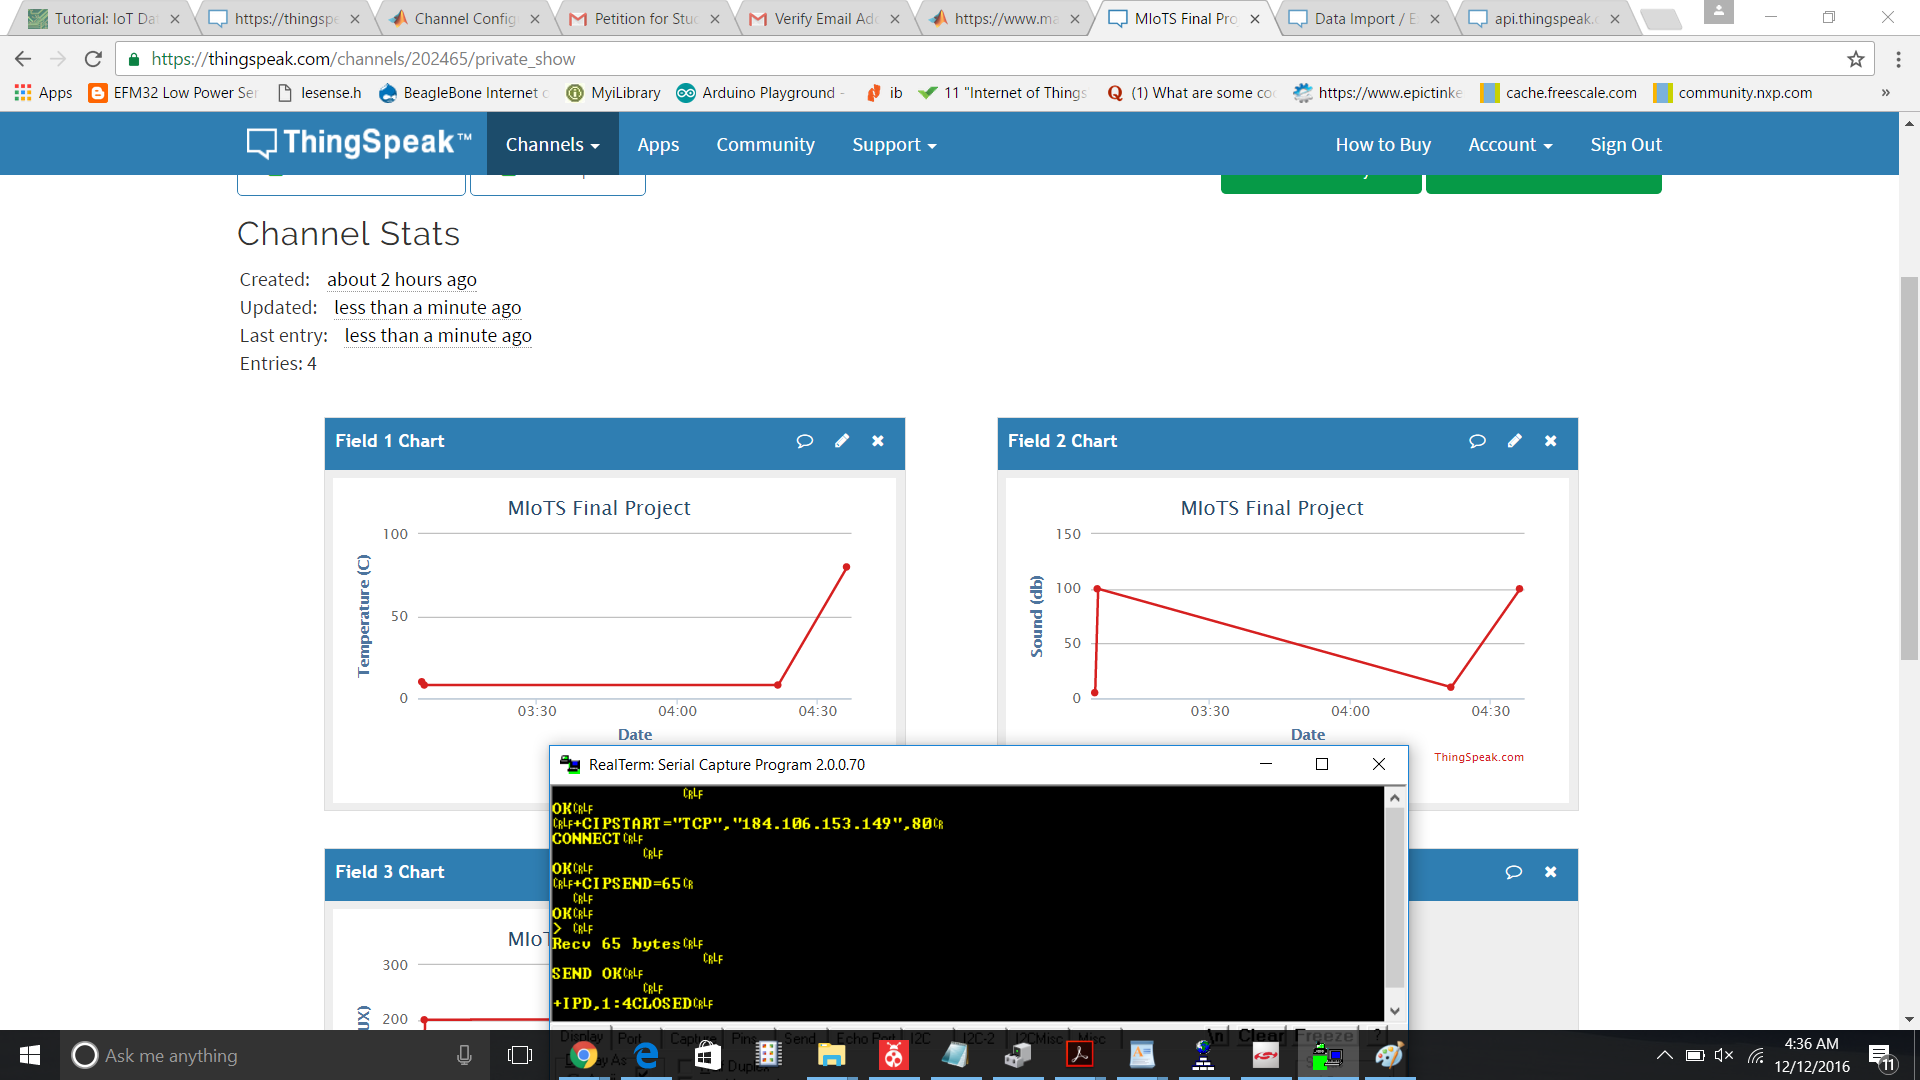 Tutorial: IoT Da
https://thingspe
Channel Config
Petition for Stu
Verify Email Ad
https://www.ma
MIoTS Final Pro
Data Import / E
api.thingspeak.
https://thingspeak.com/channels/202465/private_show
Apps
EFM32 Low Power Ser
lesense.h
BeagleBone Internet
MyiLibrary
Arduino Playground -
ib
11 "Internet of Things
(1) What are some co
https://www.epictinke
cache.freescale.com
community.nxp.com
»
ThingSpeak™
Channels
Apps
Community
Support
How to Buy
Account
Sign Out
Channel Stats
Created: about 2 hours ago
Updated: less than a minute ago
Last entry: less than a minute ago
Entries: 4
Field 1 Chart
MIoTS Final Project
Temperature (C)
100
50
0
03:30 04:00 04:30
Date
Field 2 Chart
MIoTS Final Project
Sound (db)
150
100
50
0
03:30 04:00 04:30
Date
ThingSpeak.com
Field 3 Chart
MIoT
300
200
UX)
RealTerm: Serial Capture Program 2.0.0.70
CRLF
OKCRLF
CRLF+CIPSTART="TCP","184.106.153.149",80CR
CONNECTCRLF
CRLF
OKCRLF
CRLF+CIPSEND=65CR
CRLF
OKCRLF
> CRLF
Recv 65 bytesCRLF
CRLF
SEND OKCRLF
CRLF
+IPD,1:4CLOSEDCRLF
Display Port Capture Pins Send Echo Port I2C I2C-2 I2CMisc Misc \n Clear Freeze ?
Ask me anything
4:36 AM
12/12/2016
11